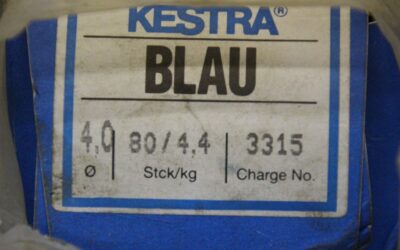 KESTRA®
BLAU
4,0 80/4,4 3315
Ø Stck/kg Charge No.